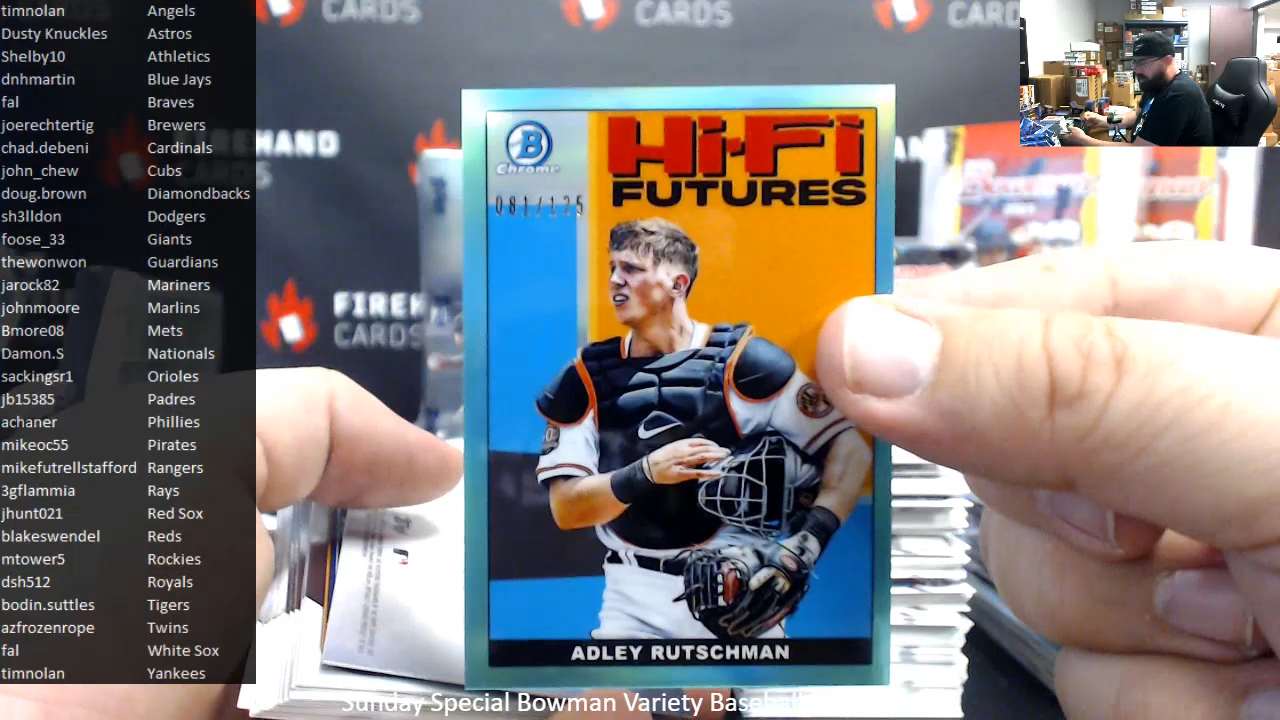 timnolan Angels
Dusty Knuckles Astros
Shelby10 Athletics
dnhmartin Blue Jays
fal Braves
joerechtertig Brewers
chad.debeni Cardinals
john_chew Cubs
doug.brown Diamondbacks
sh3lldon Dodgers
foose_33 Giants
thewonwon Guardians
jarock82 Mariners
johnmoore Marlins
Bmore08 Mets
Damon.S Nationals
sackingsr1 Orioles
jb15385 Padres
achaner Phillies
mikeoc55 Pirates
mikefutrellstafford Rangers
3gflammia Rays
jhunt021 Red Sox
blakeswendel Reds
mtower5 Rockies
dsh512 Royals
bodin.suttles Tigers
azfrozenrope Twins
fal White Sox
timnolan Yankees
CARDS
CARDS
CARDS
FIREHAND
CARDS
B
Chrome
081/125
Hi-Fi
FUTURES
ADLEY RUTSCHMAN
Sunday Special Bowman Variety Baseball